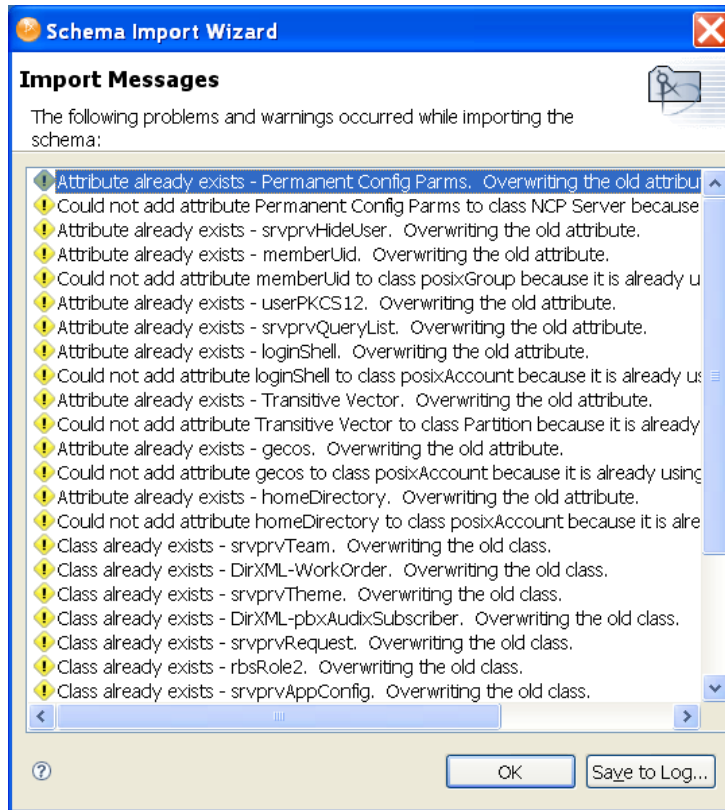 Schema Import Wizard
Import Messages
The following problems and warnings occurred while importing the
schema:
Attribute already exists - Permanent Config Parms. Overwriting the old attribu
Could not add attribute Permanent Config Parms to class NCP Server because
Attribute already exists - srvprvHideUser. Overwriting the old attribute.
Attribute already exists - memberUid. Overwriting the old attribute.
Could not add attribute memberUid to class posixGroup because it is already u
Attribute already exists - userPKCS12. Overwriting the old attribute.
Attribute already exists - srvprvQueryList. Overwriting the old attribute.
Attribute already exists - loginShell. Overwriting the old attribute.
Could not add attribute loginShell to class posixAccount because it is already us
Attribute already exists - Transitive Vector. Overwriting the old attribute.
Could not add attribute Transitive Vector to class Partition because it is already
Attribute already exists - gecos. Overwriting the old attribute.
Could not add attribute gecos to class posixAccount because it is already using
Attribute already exists - homeDirectory. Overwriting the old attribute.
Could not add attribute homeDirectory to class posixAccount because it is alre
Class already exists - srvprvTeam. Overwriting the old class.
Class already exists - DirXML-WorkOrder. Overwriting the old class.
Class already exists - srvprvTheme. Overwriting the old class.
Class already exists - DirXML-pbxAudixSubscriber. Overwriting the old class.
Class already exists - srvprvRequest. Overwriting the old class.
Class already exists - rbsRole2. Overwriting the old class.
Class already exists - srvprvAppConfig. Overwriting the old class.
OK
Save to Log...